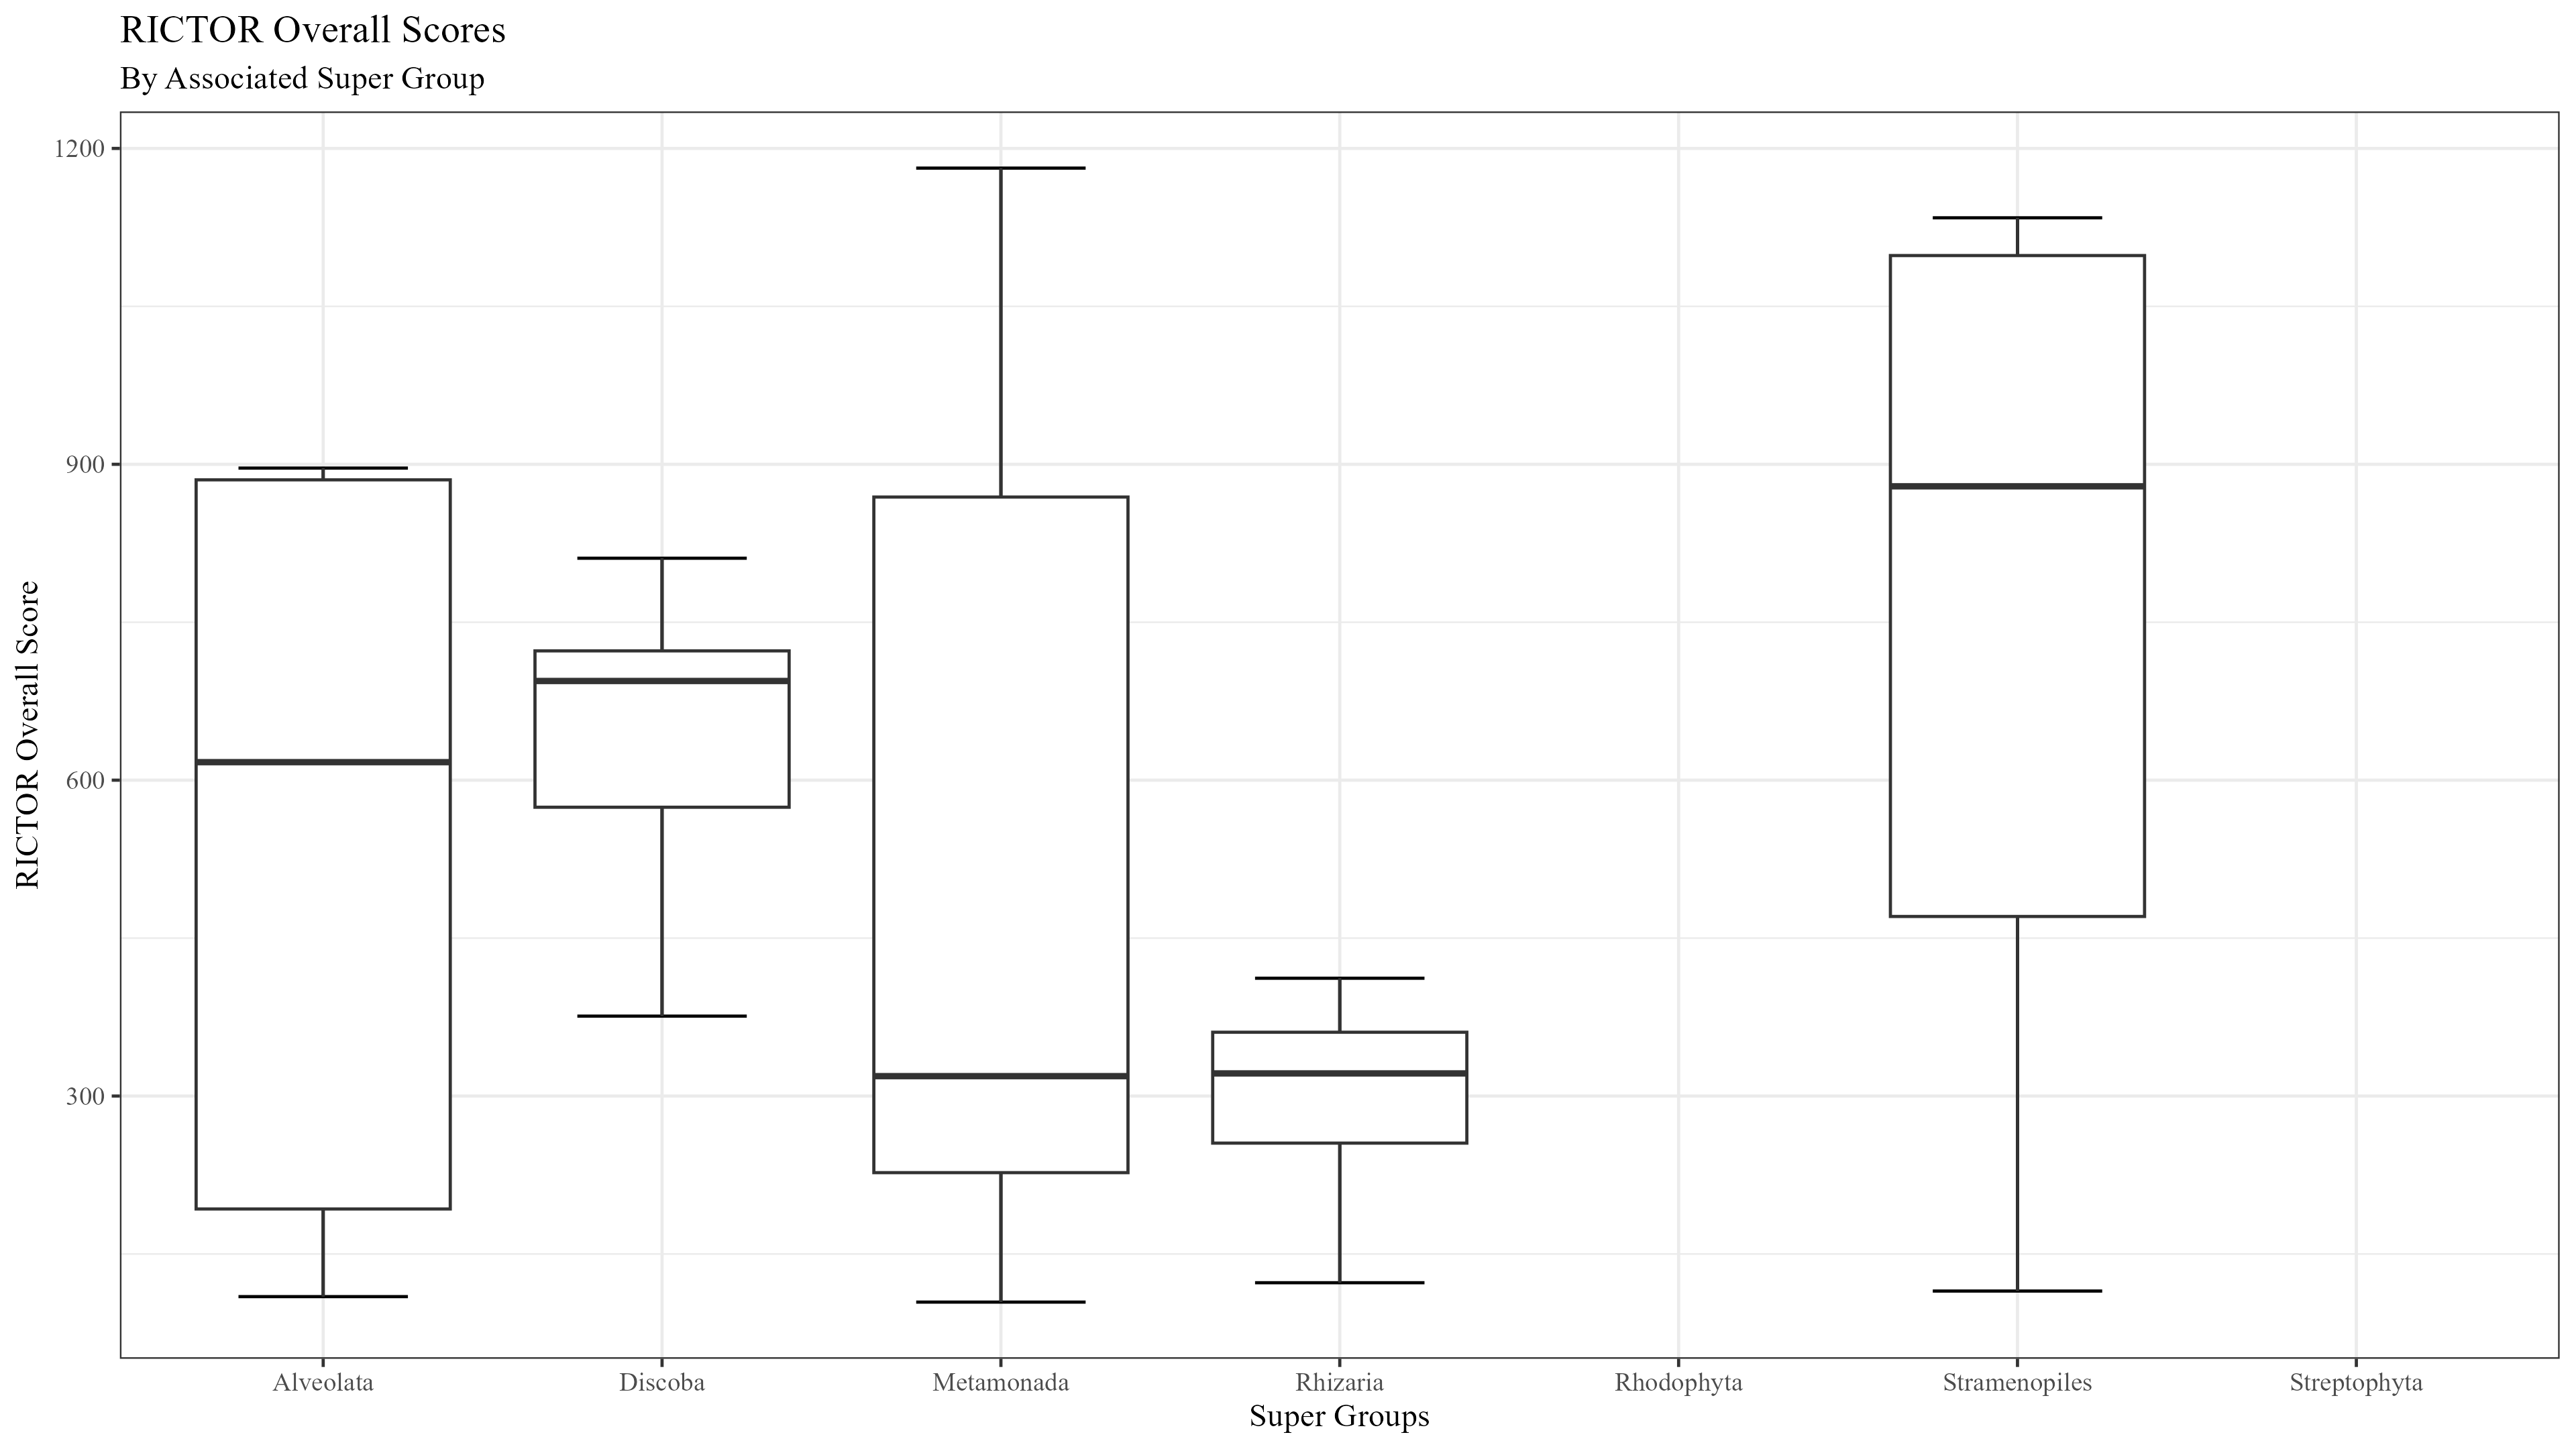 RICTOR Overall Scores
By Associated Super Group
RICTOR Overall Score
1200
900
600
300
Alveolata
Discoba
Metamonada
Rhizaria
Rhodophyta
Stramenopiles
Streptophyta
Super Groups